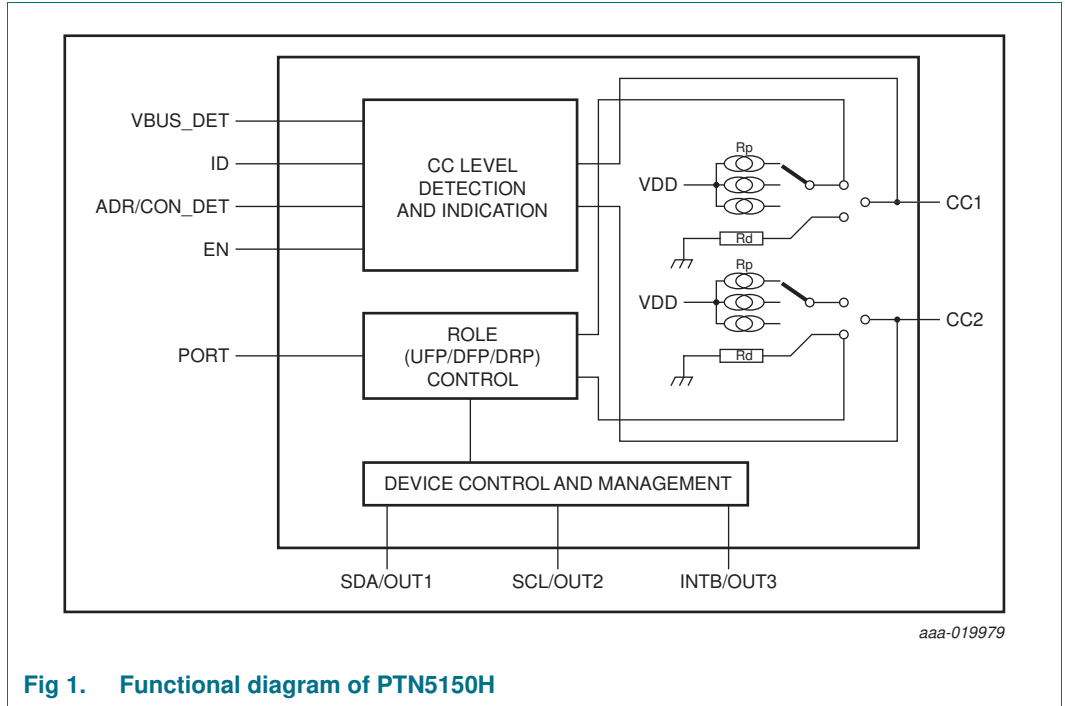 VBUS_DET
ID
ADR/CON_DET
EN
CC LEVEL
DETECTION
AND INDICATION
Rp
VDD
CC1
Rd
Rp
VDD
CC2
Rd
PORT
ROLE
(UFP/DFP/DRP)
CONTROL
DEVICE CONTROL AND MANAGEMENT
SDA/OUT1
SCL/OUT2
INTB/OUT3
aaa-019979
Fig 1. Functional diagram of PTN5150H